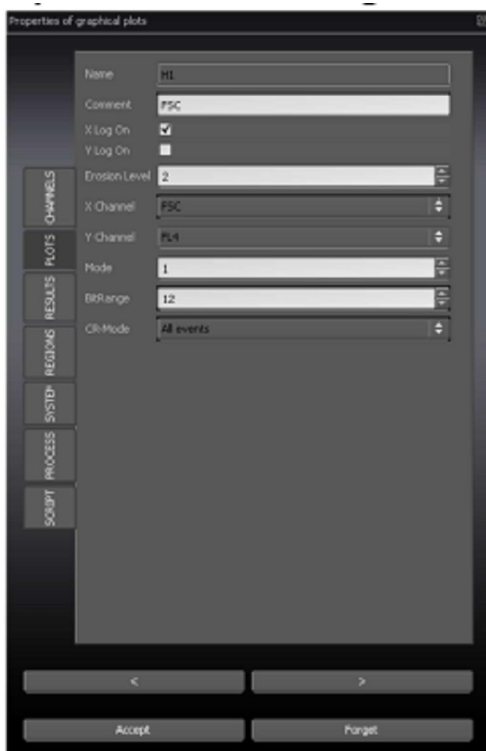 Properties of graphical plots
Name H1
Comment FSC
X Log On
Y Log On
Erosion Level 2
X Channel FSC
Y Channel FL4
Mode 1
BitRange 12
CR-Mode All events
CHANNELS
PLOTS
RESULTS
REGIONS
SYSTEM
PROCESS
SCRIPT
< >
Accept Forget